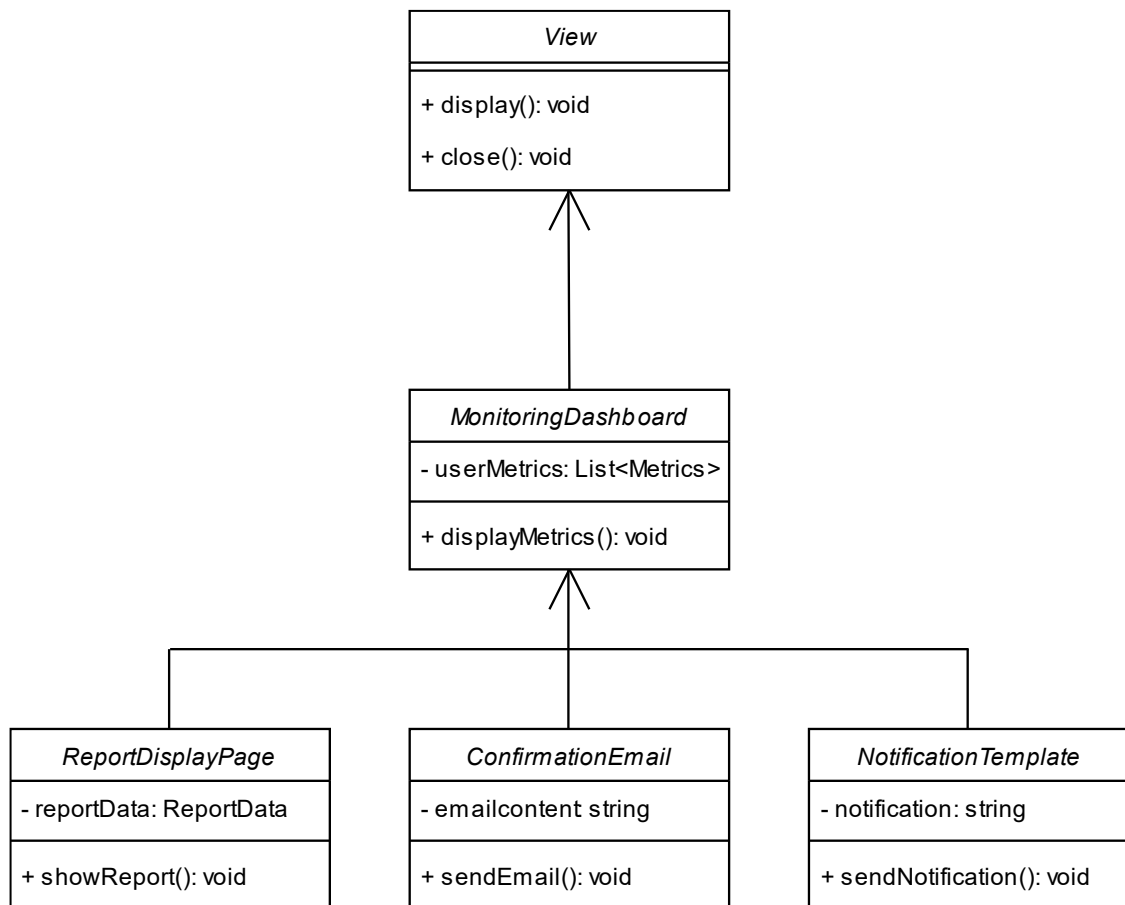 View
+ display(): void
+ close(): void
MonitoringDashboard
- userMetrics: List<Metrics>
+ displayMetrics(): void
ReportDisplayPage
- reportData: ReportData
+ showReport(): void
ConfirmationEmail
- emailcontent: string
+ sendEmail(): void
NotificationTemplate
- notification: string
+ sendNotification(): void